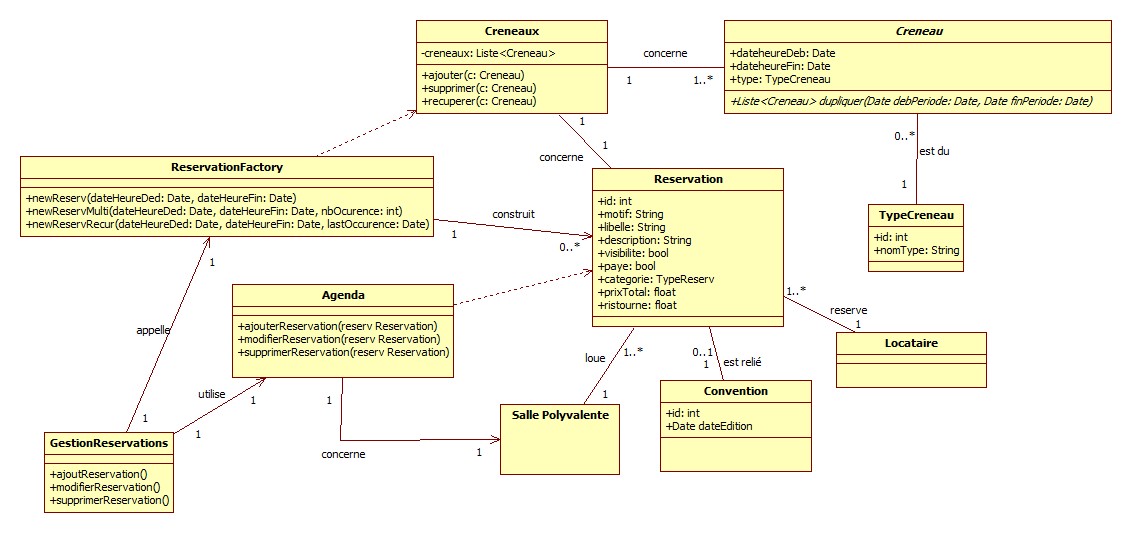 Creneaux
-creneaux: Liste<Creneau>
+ajouter(c: Creneau)
+supprimer(c: Creneau)
+recuperer(c: Creneau)
concerne
1
1..*
Creneau
+dateheureDeb: Date
+dateheureFin: Date
+type: TypeCreneau
+Liste<Creneau> dupliquer(Date debPeriode: Date, Date finPeriode: Date)
1
1
concerne
0..*
est du
1
ReservationFactory
+newReserv(dateHeureDed: Date, dateHeureFin: Date)
+newReservMulti(dateHeureDed: Date, dateHeureFin: Date, nbOcurence: int)
+newReservRecur(dateHeureDed: Date, dateHeureFin: Date, lastOccurence: Date)
construit
1
0..*
Reservation
+id: int
+motif: String
+libelle: String
+description: String
+visibilite: bool
+paye: bool
+categorie: TypeReserv
+prixTotal: float
+ristourne: float
TypeCreneau
+id: int
+nomType: String
1
appelle
1
Agenda
+ajouterReservation(reserv Reservation)
+modifierReservation(reserv Reservation)
+supprimerReservation(reserv Reservation)
1..*
reserve
1
Locataire
1..*
loue
1
0..1
1
est relié
utilise
1
1
1
concerne
1
Salle Polyvalente
Convention
+id: int
+Date dateEdition
GestionReservations
+ajoutReservation()
+modifierReservation()
+supprimerReservation()